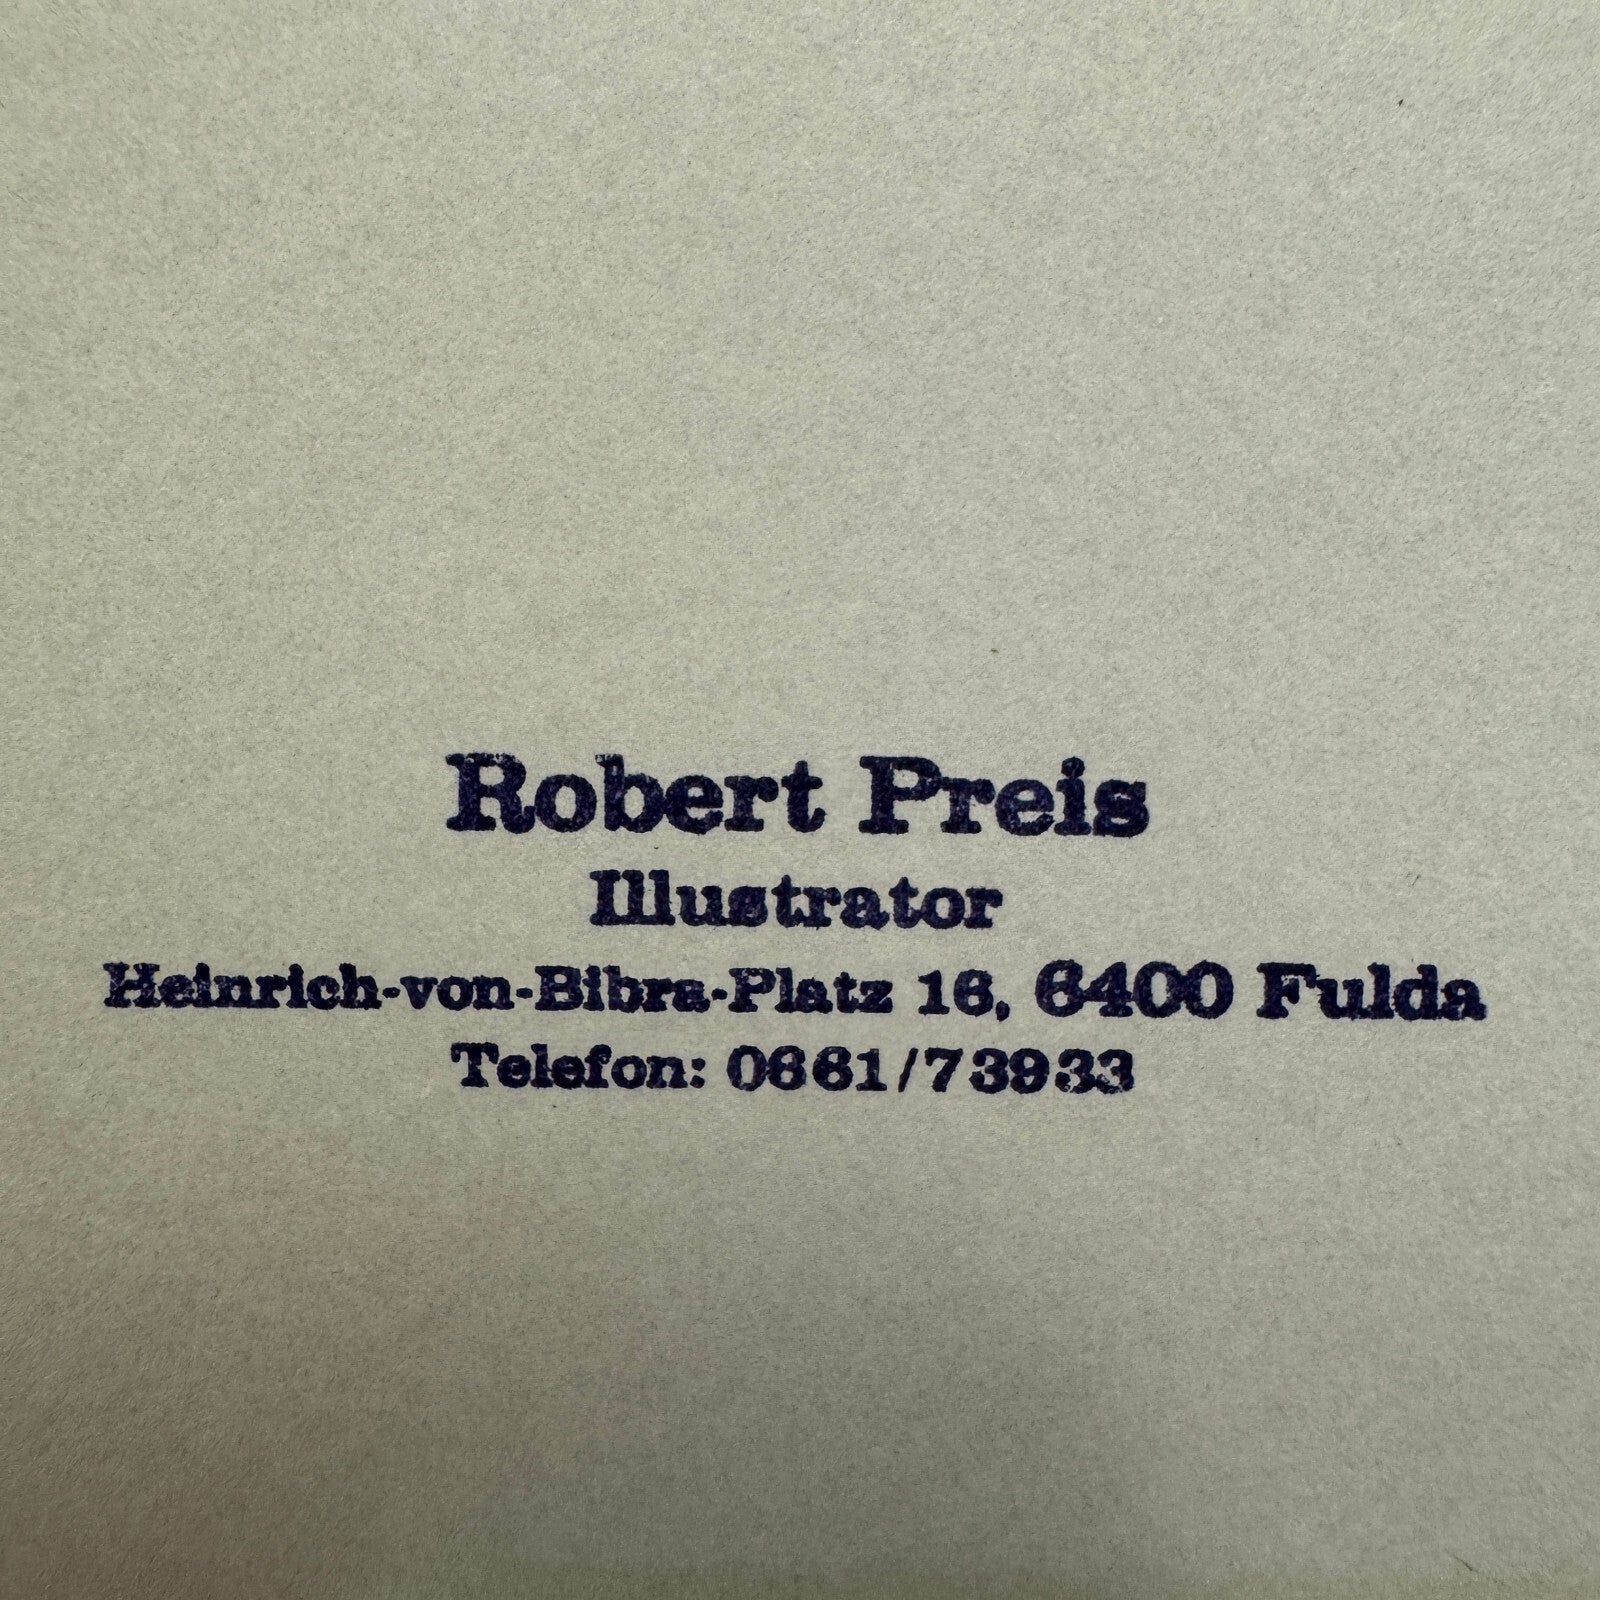 Robert Preis
Illustrator
Heinrich-von-Bibra-Platz 16, 6400 Fulda
Telefon: 0661/73933